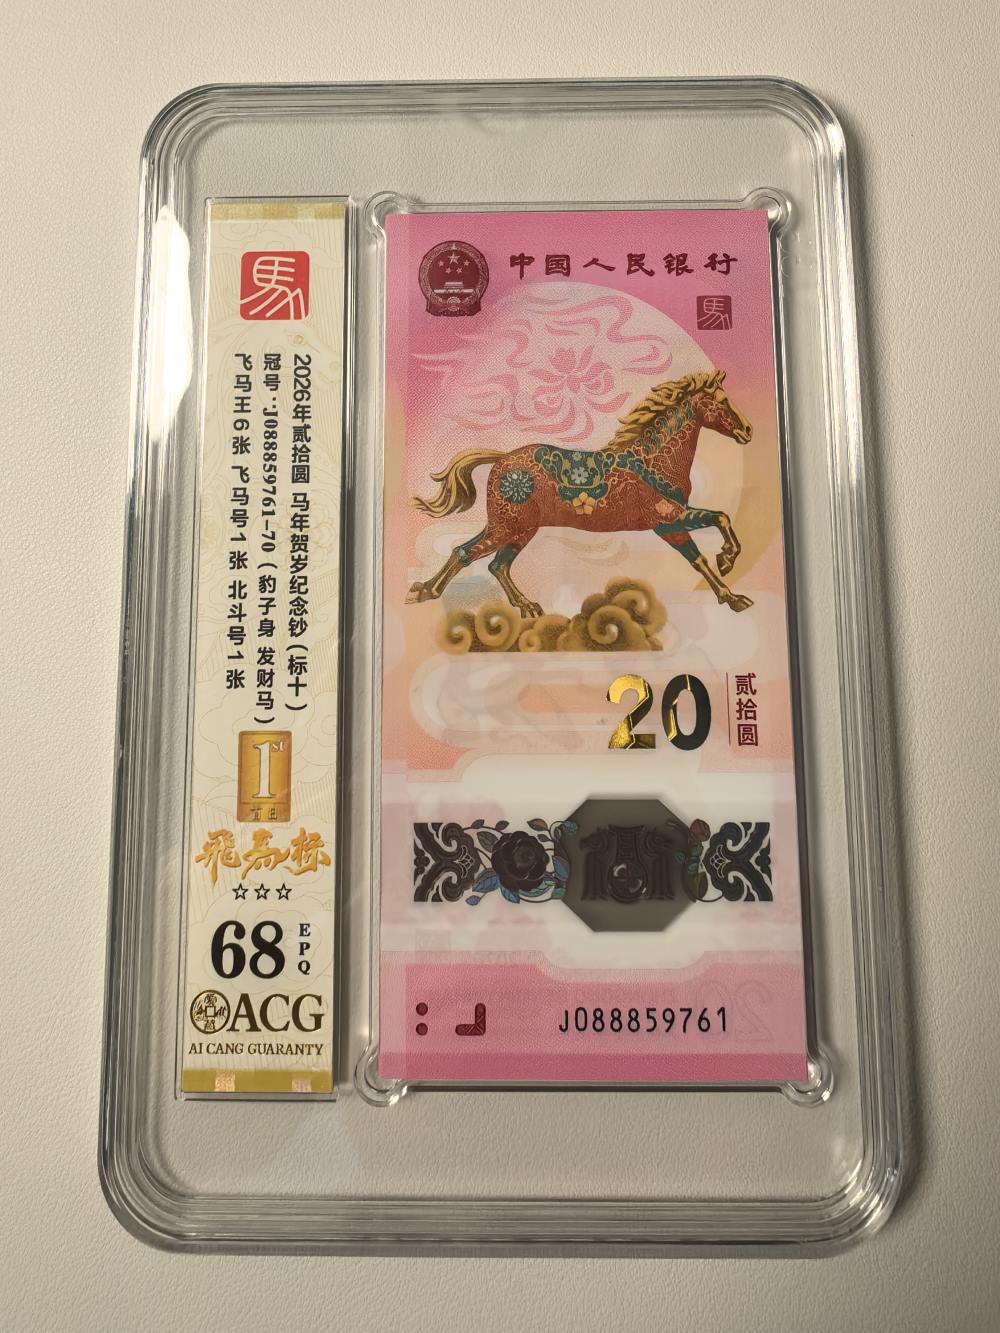 馬
2026年贰拾圆 马年贺岁纪念钞（标十）
冠号：J088859761-70（豹子身 发财马）
飞马王6张 飞马号1张 北斗号1张
1st
首日
飛馬标
☆☆☆
68 EPQ
ACG
AI CANG GUARANTY
中国人民银行
馬
20
贰拾圆
J088859761